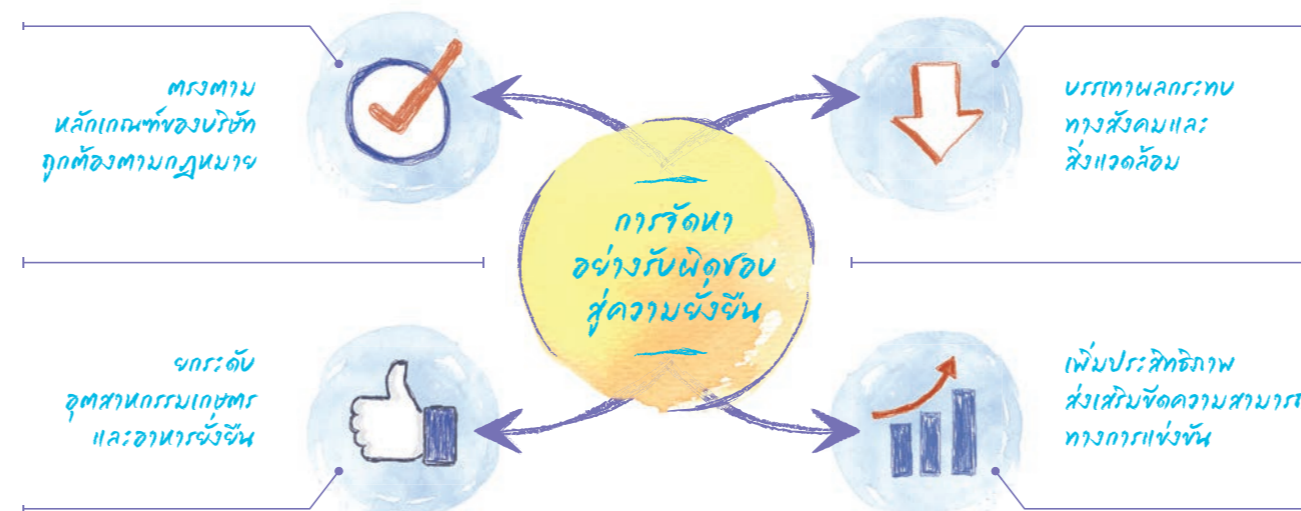 ตรงตาม
หลักเกณฑ์ของบริษัท
ถูกต้องตามกฎหมาย
บรรเทาผลกระทบ
ทางสังคมและ
สิ่งแวดล้อม
การจัดหา
อย่างรับผิดชอบ
สู่ความยั่งยืน
ยกระดับ
อุตสาหกรรมเกษตร
และอาหารยั่งยืน
เพิ่มประสิทธิภาพ
ส่งเสริมขีดความสามารถ
ทางการแข่งขัน